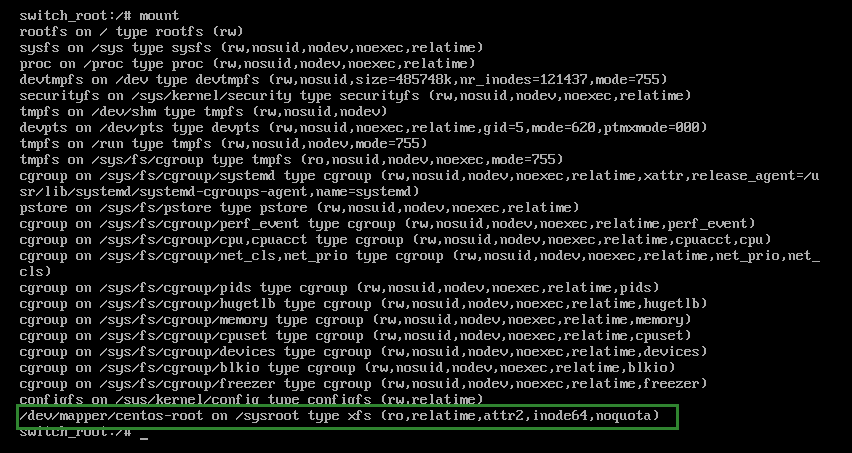 switch_root:/# mount
rootfs on / type rootfs (rw)
sysfs on /sys type sysfs (rw,nosuid,nodev,noexec,relatime)
proc on /proc type proc (rw,nosuid,nodev,noexec,relatime)
devtmpfs on /dev type devtmpfs (rw,nosuid,size=485748k,nr_inodes=121437,mode=755)
securityfs on /sys/kernel/security type securityfs (rw,nosuid,nodev,noexec,relatime)
tmpfs on /dev/shm type tmpfs (rw,nosuid,nodev)
devpts on /dev/pts type devpts (rw,nosuid,noexec,relatime,gid=5,mode=620,ptmxmode=000)
tmpfs on /run type tmpfs (rw,nosuid,nodev,mode=755)
tmpfs on /sys/fs/cgroup type tmpfs (ro,nosuid,nodev,noexec,mode=755)
cgroup on /sys/fs/cgroup/systemd type cgroup (rw,nosuid,nodev,noexec,relatime,xattr,release_agent=/u
sr/lib/systemd/systemd-cgroups-agent,name=systemd)
pstore on /sys/fs/pstore type pstore (rw,nosuid,nodev,noexec,relatime)
cgroup on /sys/fs/cgroup/perf_event type cgroup (rw,nosuid,nodev,noexec,relatime,perf_event)
cgroup on /sys/fs/cgroup/cpu,cpuacct type cgroup (rw,nosuid,nodev,noexec,relatime,cpuacct,cpu)
cgroup on /sys/fs/cgroup/net_cls,net_prio type cgroup (rw,nosuid,nodev,noexec,relatime,net_prio,net_
cls)
cgroup on /sys/fs/cgroup/pids type cgroup (rw,nosuid,nodev,noexec,relatime,pids)
cgroup on /sys/fs/cgroup/hugetlb type cgroup (rw,nosuid,nodev,noexec,relatime,hugetlb)
cgroup on /sys/fs/cgroup/memory type cgroup (rw,nosuid,nodev,noexec,relatime,memory)
cgroup on /sys/fs/cgroup/cpuset type cgroup (rw,nosuid,nodev,noexec,relatime,cpuset)
cgroup on /sys/fs/cgroup/devices type cgroup (rw,nosuid,nodev,noexec,relatime,devices)
cgroup on /sys/fs/cgroup/blkio type cgroup (rw,nosuid,nodev,noexec,relatime,blkio)
cgroup on /sys/fs/cgroup/freezer type cgroup (rw,nosuid,nodev,noexec,relatime,freezer)
configfs on /sys/kernel/config type configfs (rw,relatime)
/dev/mapper/centos-root on /sysroot type xfs (ro,relatime,attr2,inode64,noquota)
switch_root:/# _